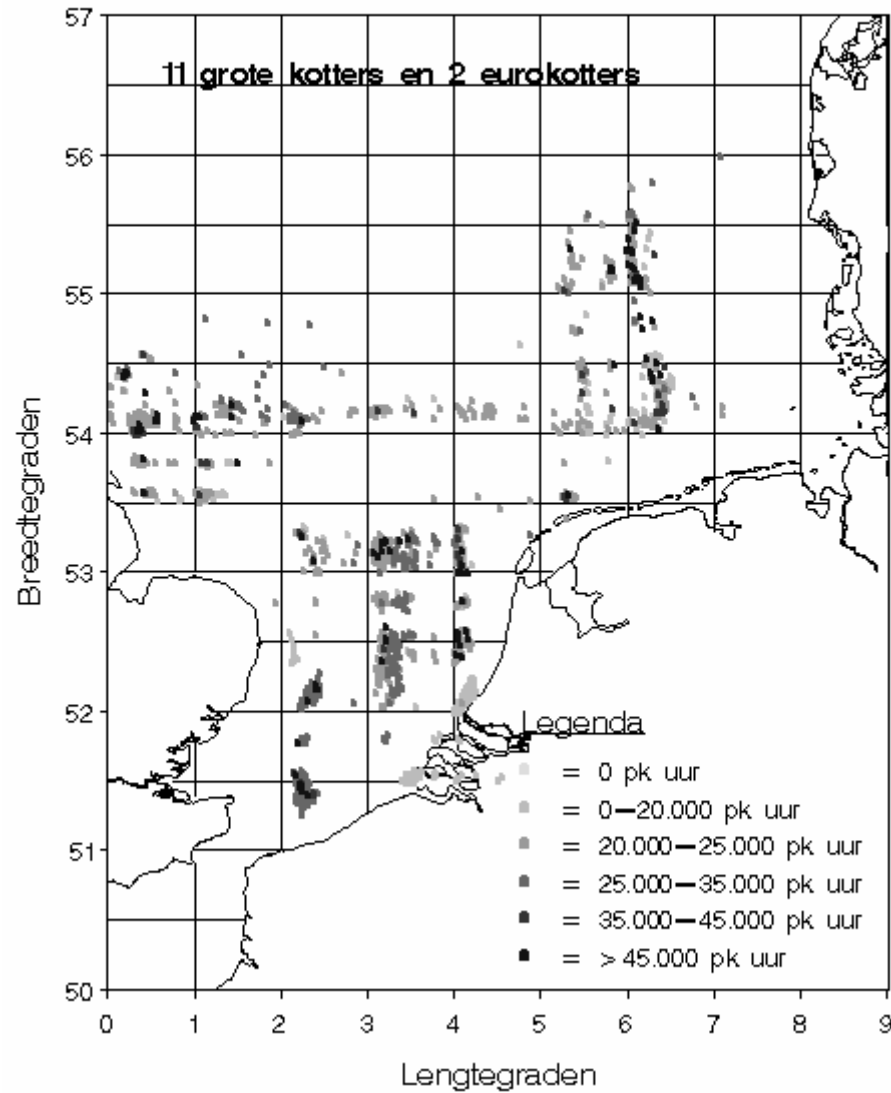 57
11 grote kotters en 2 eurokotters
56
55
54
53
52
51
50
Breedtegraden
Legenda
= 0 pk uur
= 0–20.000 pk uur
= 20.000–25.000 pk uur
= 25.000–35.000 pk uur
= 35.000–45.000 pk uur
= >45.000 pk uur
0 1 2 3 4 5 6 7 8 9
Lengtegraden